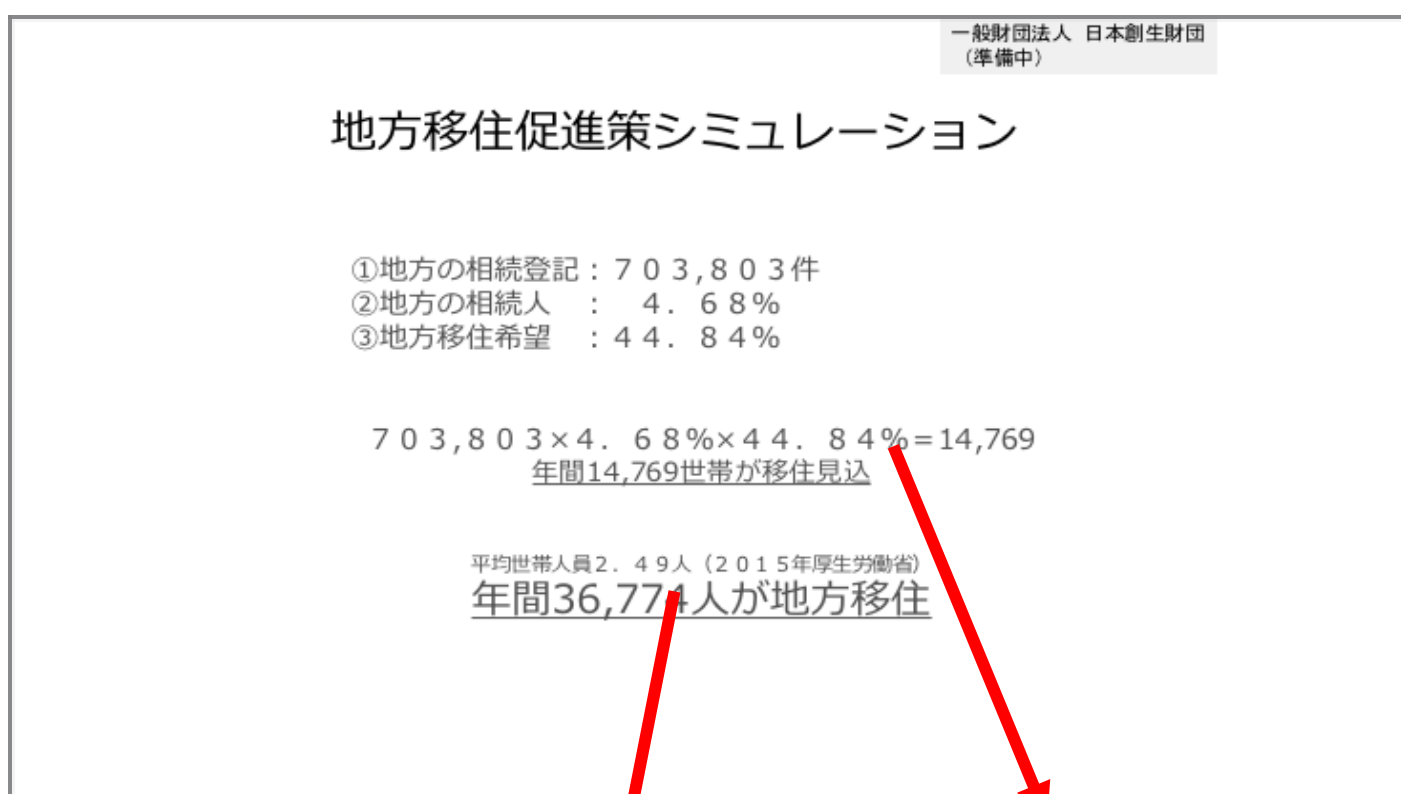 一般財団法人 日本創生財団
（準備中）
地方移住促進策シミュレーション
①地方の相続登記：７０３,８０３件
②地方の相続人　：　４．６８%
③地方移住希望　：４４．８４%
７０３,８０３×４．６８%×４４．８４%＝14,769
年間14,769世帯が移住見込
平均世帯人員２．４９人（２０１５年厚生労働省）
年間36,774人が地方移住